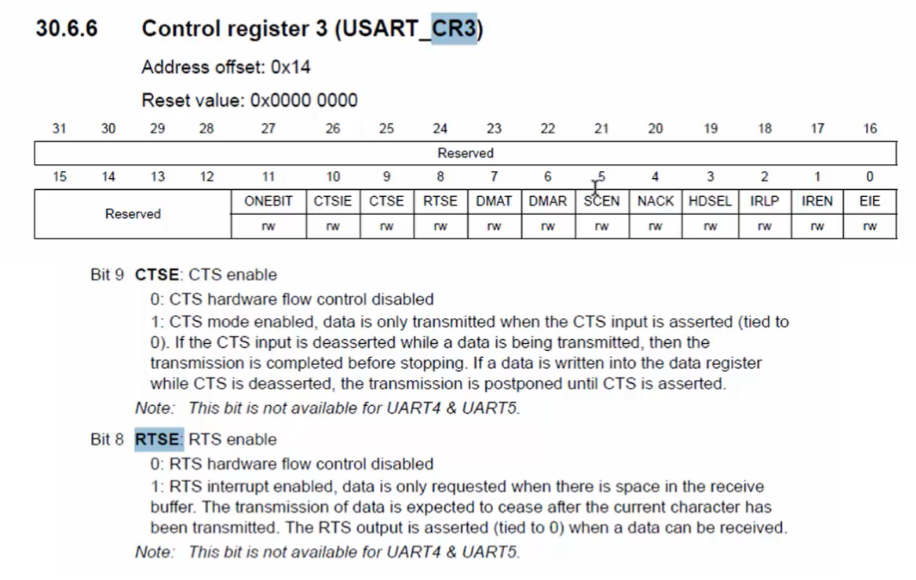 30.6.6 Control register 3 (USART_CR3)
Address offset: 0x14
Reset value: 0x0000 0000
31 30 29 28 27 26 25 24 23 22 21 20 19 18 17 16
Reserved
15 14 13 12 11 10 9 8 7 6 5 4 3 2 1 0
Reserved ONEBIT CTSIE CTSE RTSE DMAT DMAR SCEN NACK HDSEL IRLP IREN EIE
rw rw rw rw rw rw rw rw rw rw rw rw
Bit 9 CTSE: CTS enable
0: CTS hardware flow control disabled
1: CTS mode enabled, data is only transmitted when the CTS input is asserted (tied to
0). If the CTS input is deasserted while a data is being transmitted, then the
transmission is completed before stopping. If a data is written into the data register
while CTS is deasserted, the transmission is postponed until CTS is asserted.
Note: This bit is not available for UART4 & UART5.
Bit 8 RTSE: RTS enable
0: RTS hardware flow control disabled
1: RTS interrupt enabled, data is only requested when there is space in the receive
buffer. The transmission of data is expected to cease after the current character has
been transmitted. The RTS output is asserted (tied to 0) when a data can be received.
Note: This bit is not available for UART4 & UART5.